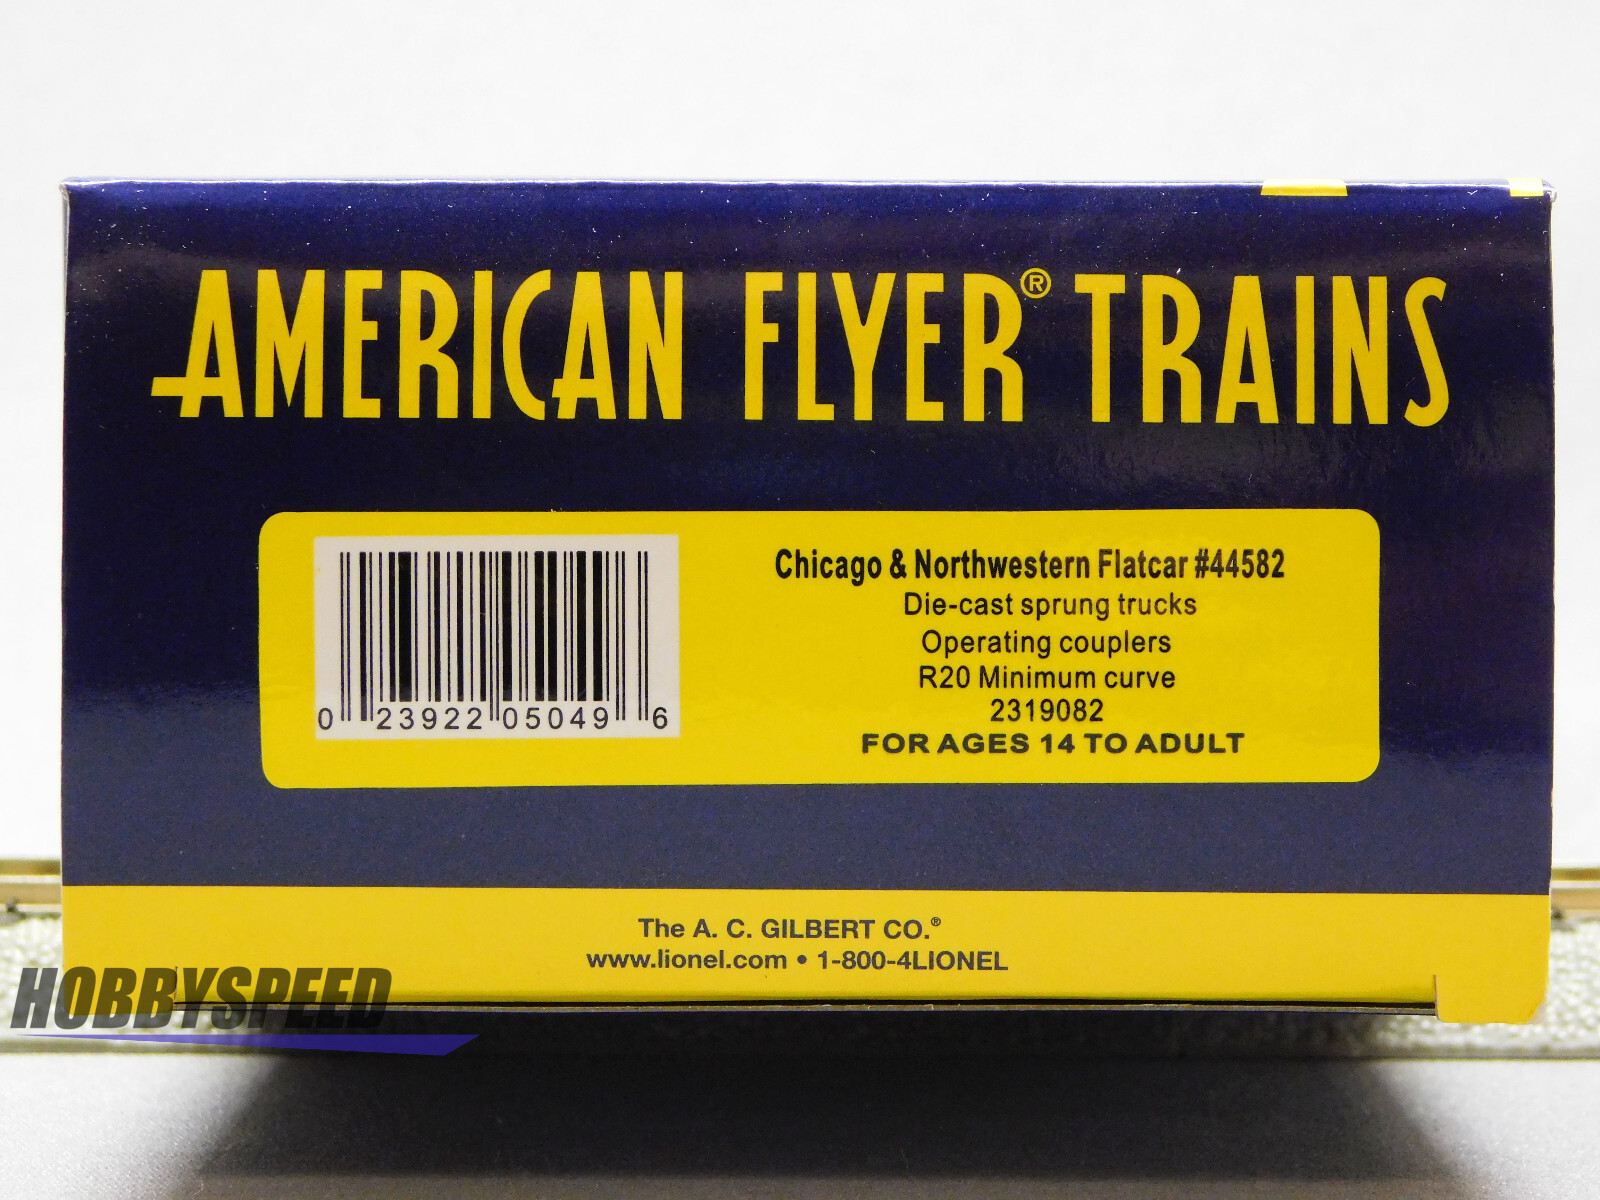 AMERICAN FLYER® TRAINS
Chicago & Northwestern Flatcar #44582
Die-cast sprung trucks
Operating couplers
R20 Minimum curve
2319082
FOR AGES 14 TO ADULT
0 23922 05049 6
The A. C. GILBERT CO.®
www.lionel.com • 1-800-4LIONEL
HOBBYSPEED